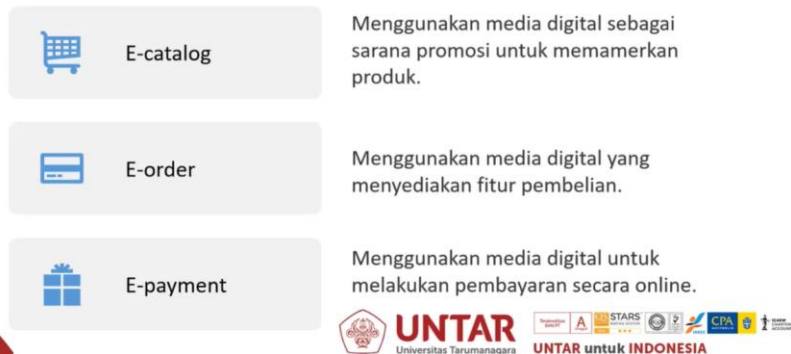 E-catalog
Menggunakan media digital sebagai
sarana promosi untuk memamerkan
produk.
E-order
Menggunakan media digital yang
menyediakan fitur pembelian.
E-payment
Menggunakan media digital untuk
melakukan pembayaran secara online.
UNTAR
Universitas Tarumanagara
STARS
CPA
UNTAR untuk INDONESIA